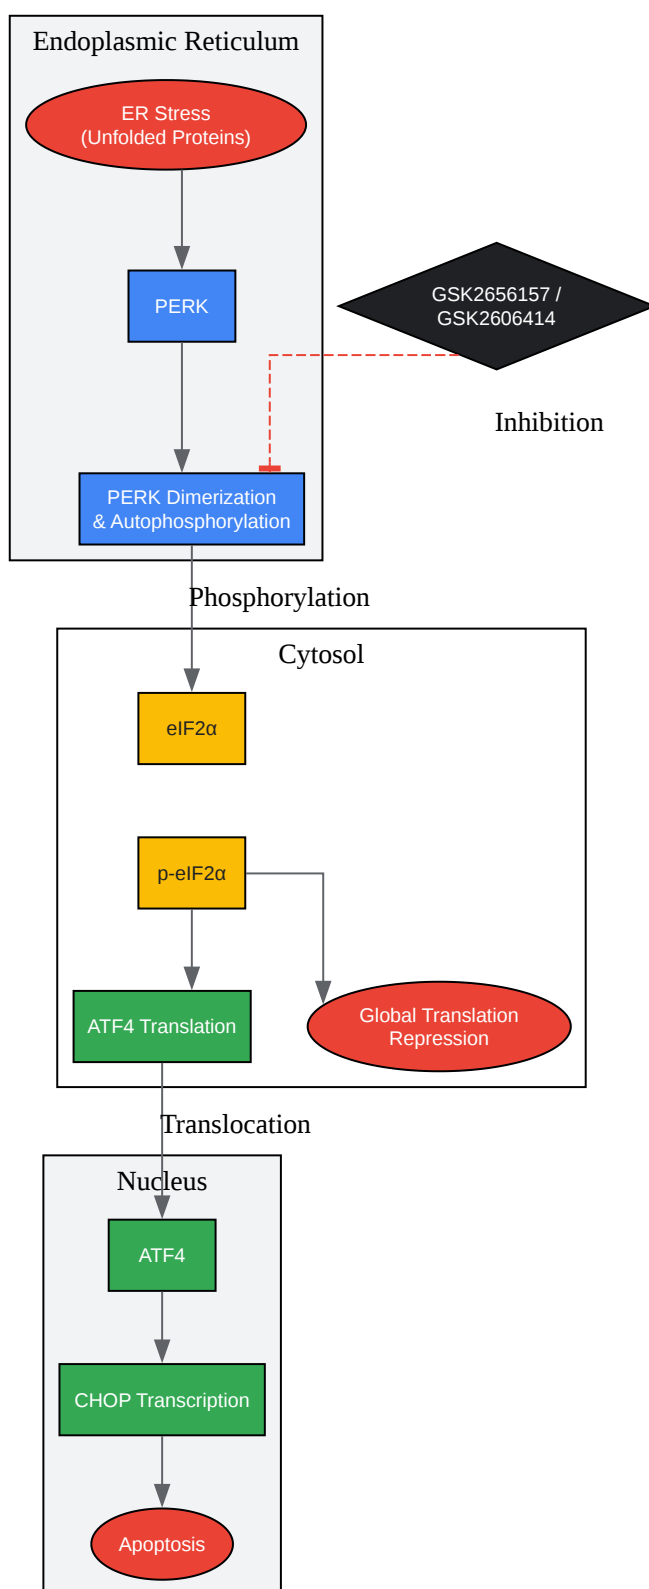 Endoplasmic Reticulum
ER Stress
(Unfolded Proteins)
PERK
GSK2656157 /
GSK2606414
Inhibition
PERK Dimerization
& Autophosphorylation
Phosphorylation
Cytosol
eIF2α
p-eIF2α
ATF4 Translation
Global Translation
Repression
Translocation
Nucleus
ATF4
CHOP Transcription
Apoptosis